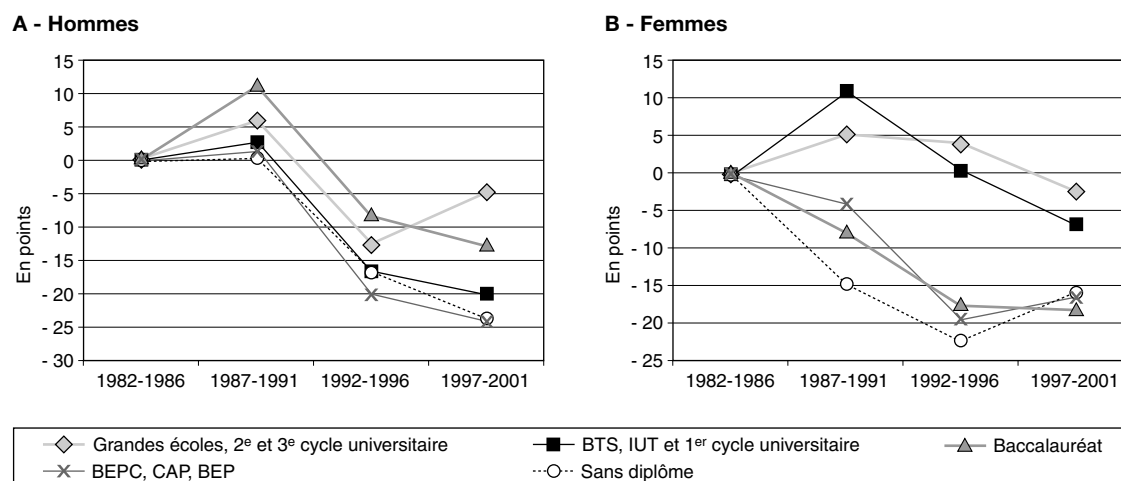 A - Hommes
15
10
5
0
- 5
- 10
- 15
- 20
- 25
- 30
En points
1982-1986 1987-1991 1992-1996 1997-2001
B - Femmes
15
10
5
0
- 5
- 10
- 15
- 20
- 25
En points
1982-1986 1987-1991 1992-1996 1997-2001
Grandes écoles, 2e et 3e cycle universitaire BTS, IUT et 1er cycle universitaire Baccalauréat
BEPC, CAP, BEP Sans diplôme